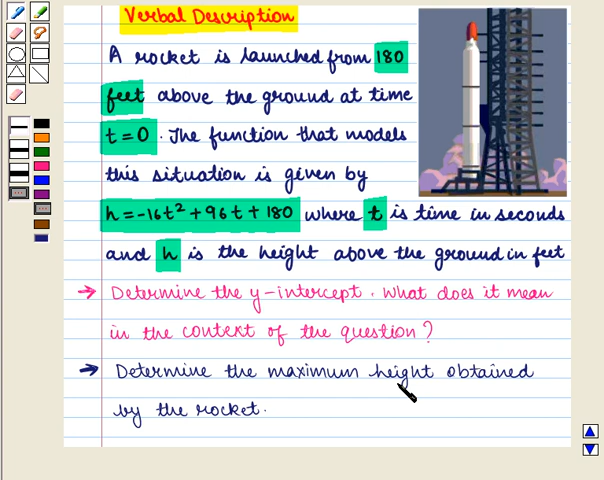 Verbal Description
A rocket is launched from 180
feet above the ground at time
t=0. The function that models
this situation is given by
h=-16t²+96t+180 where t is time in seconds
and h is the height above the ground in feet
→ Determine the y-intercept. What does it mean
in the context of the question?
→ Determine the maximum height obtained
by the rocket.